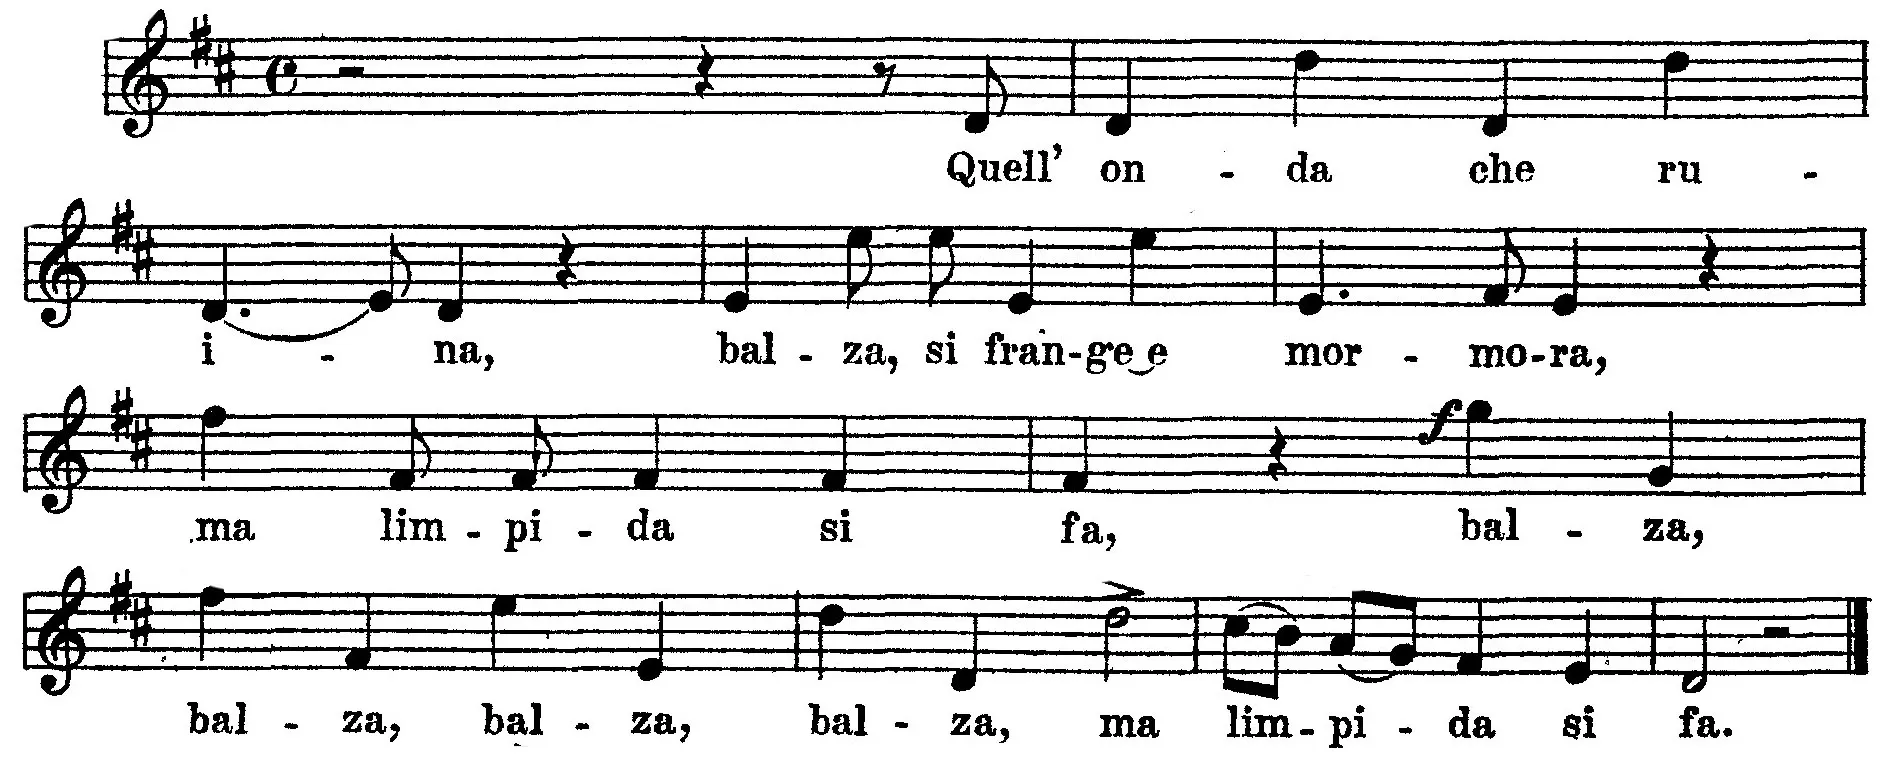 Quell' on - da che ru -
i - na, bal - za, si fran-ge e mor - mo-ra,
ma lim - pi - da si fa, f bal - za,
bal - za, bal - za, bal - za, ma lim - pi - da si fa.